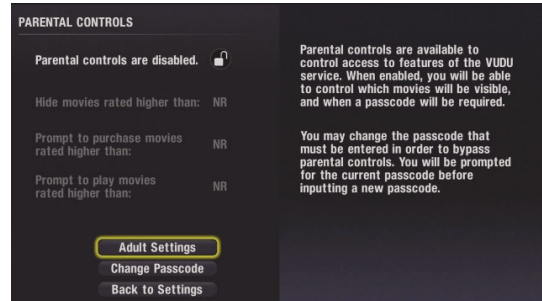 PARENTAL CONTROLS
Parental controls are disabled.
Hide movies rated higher than: NR
Prompt to purchase movies
rated higher than: NR
Prompt to play movies
rated higher than: NR
Adult Settings
Change Passcode
Back to Settings
Parental controls are available to
control access to features of the VUDU
service. When enabled, you will be able
to control which movies will be visible,
and when a passcode will be required.
You may change the passcode that
must be entered in order to bypass
parental controls. You will be prompted
for the current passcode before
inputting a new passcode.